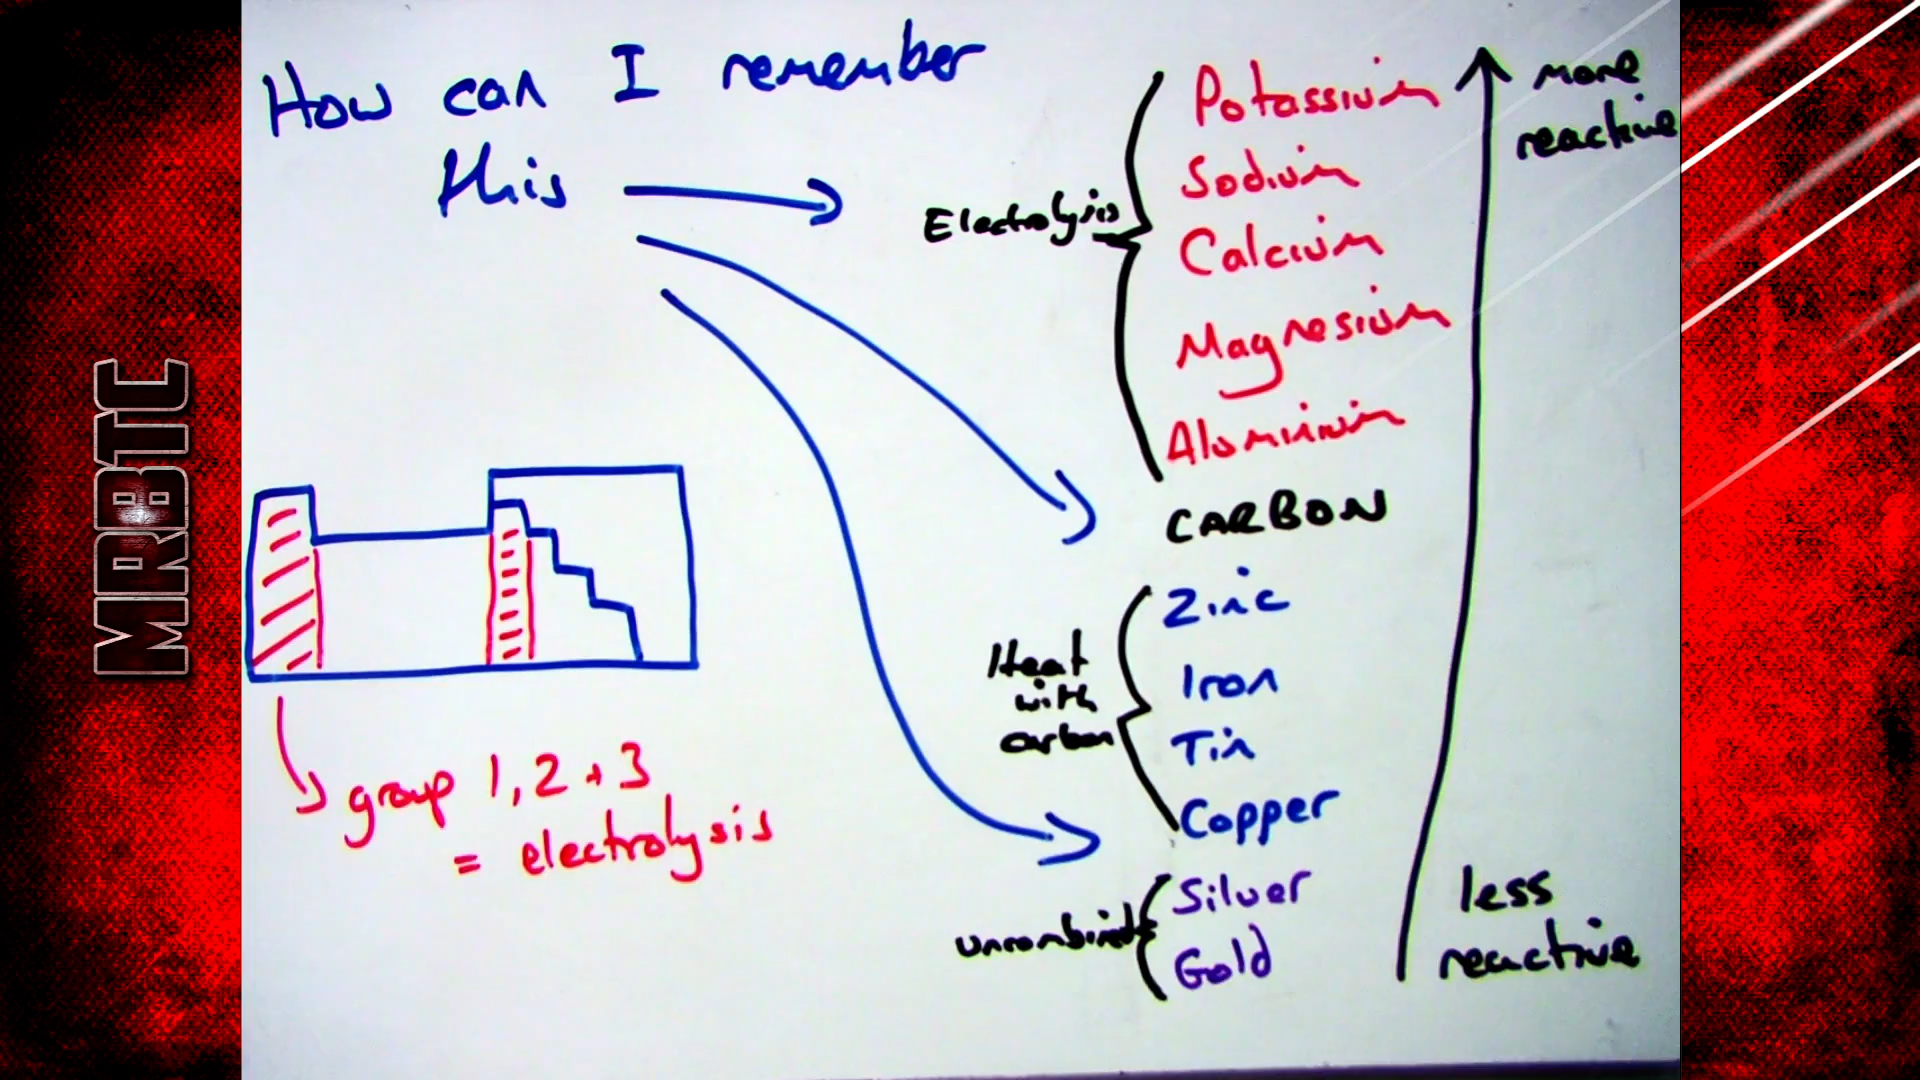 How can I remember
this
Electrolysis
Potassium
Sodium
Calcium
Magnesium
Aluminium
CARBON
Heat
with
carbon
Zinc
Iron
Tin
Copper
uncombined
Silver
Gold
more
reactive
less
reactive
group 1, 2 + 3
= electrolysis
MRBTC